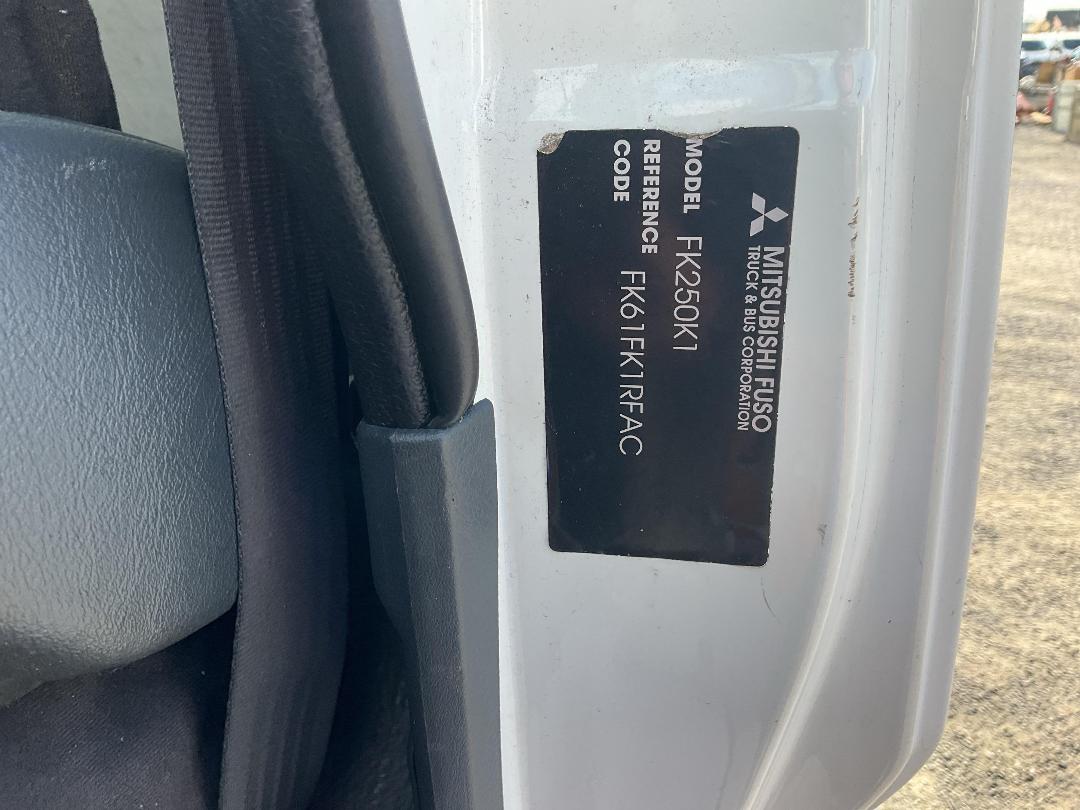 MITSUBISHI FUSO
TRUCK & BUS CORPORATION
MODEL FK250K1
REFERENCE
CODE FK61FK1RFAC